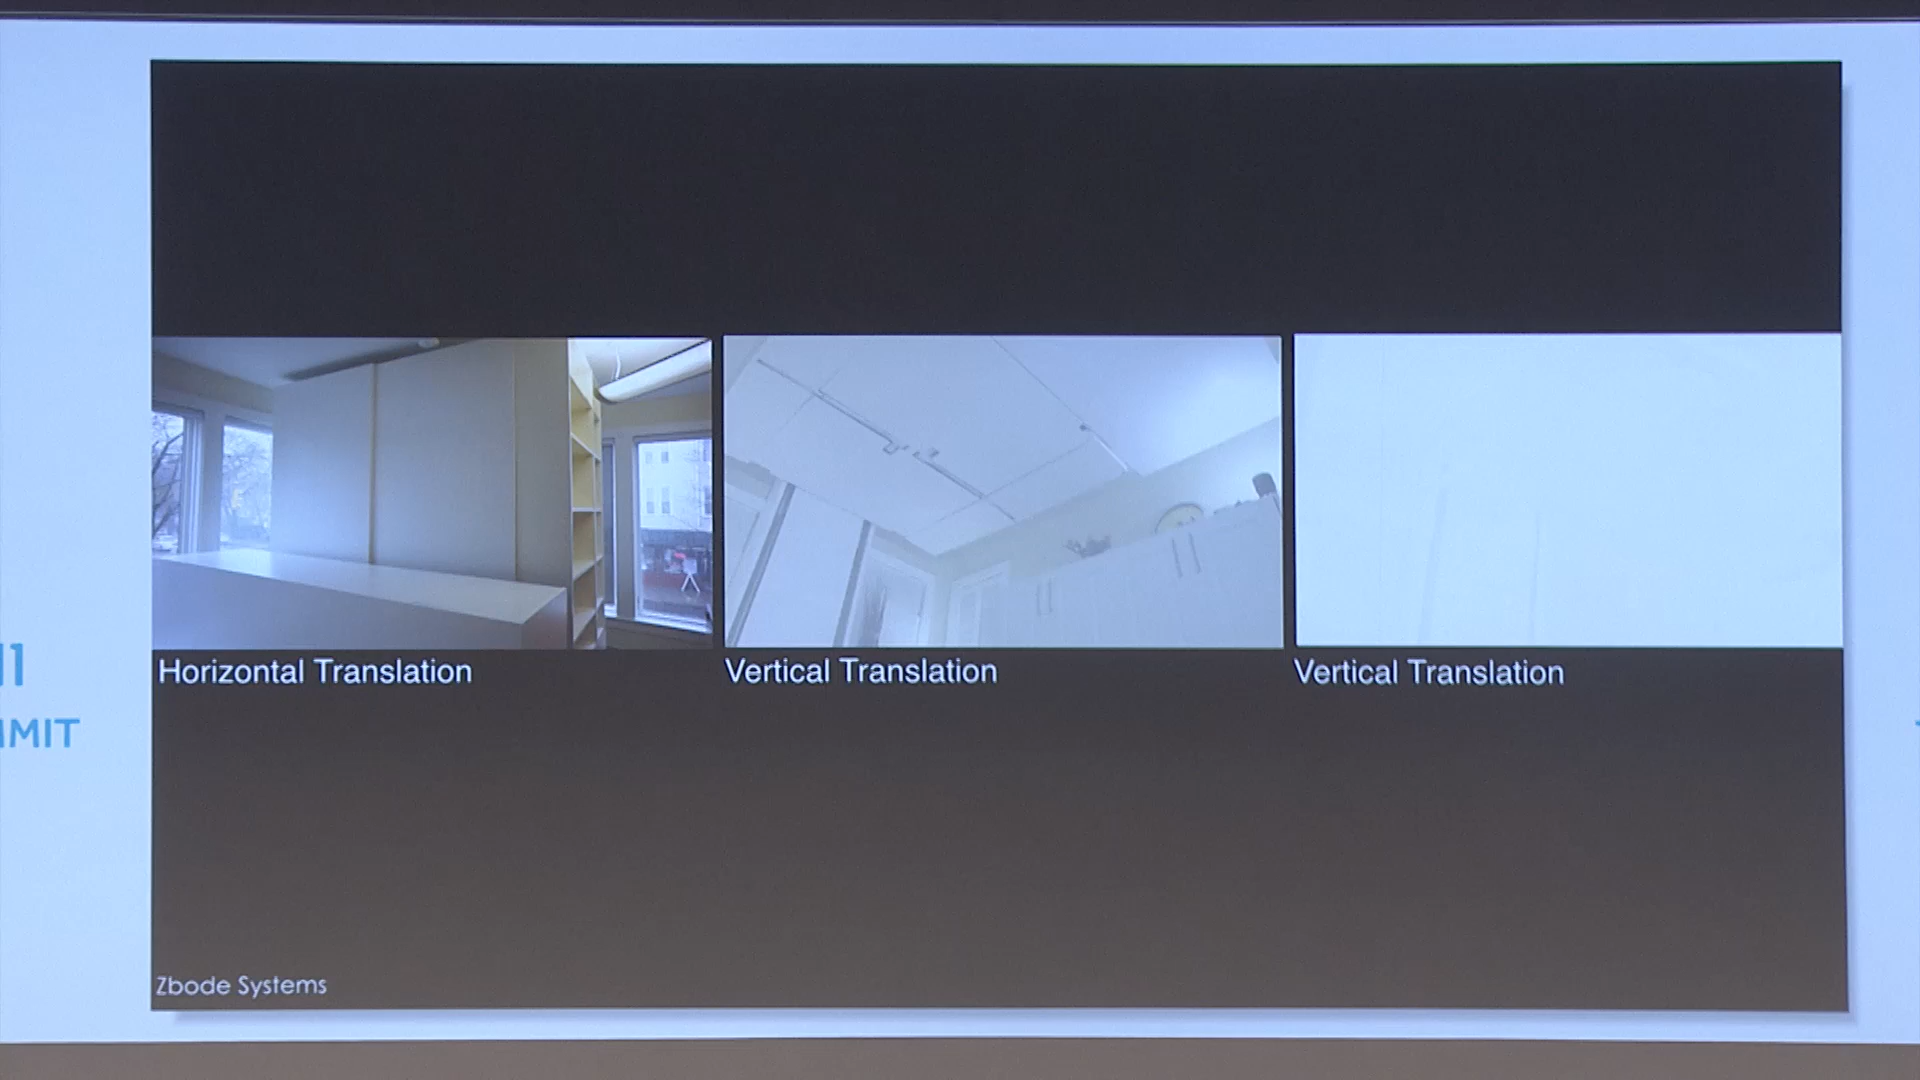 Horizontal Translation
Vertical Translation
Vertical Translation
MIT
Zbode Systems